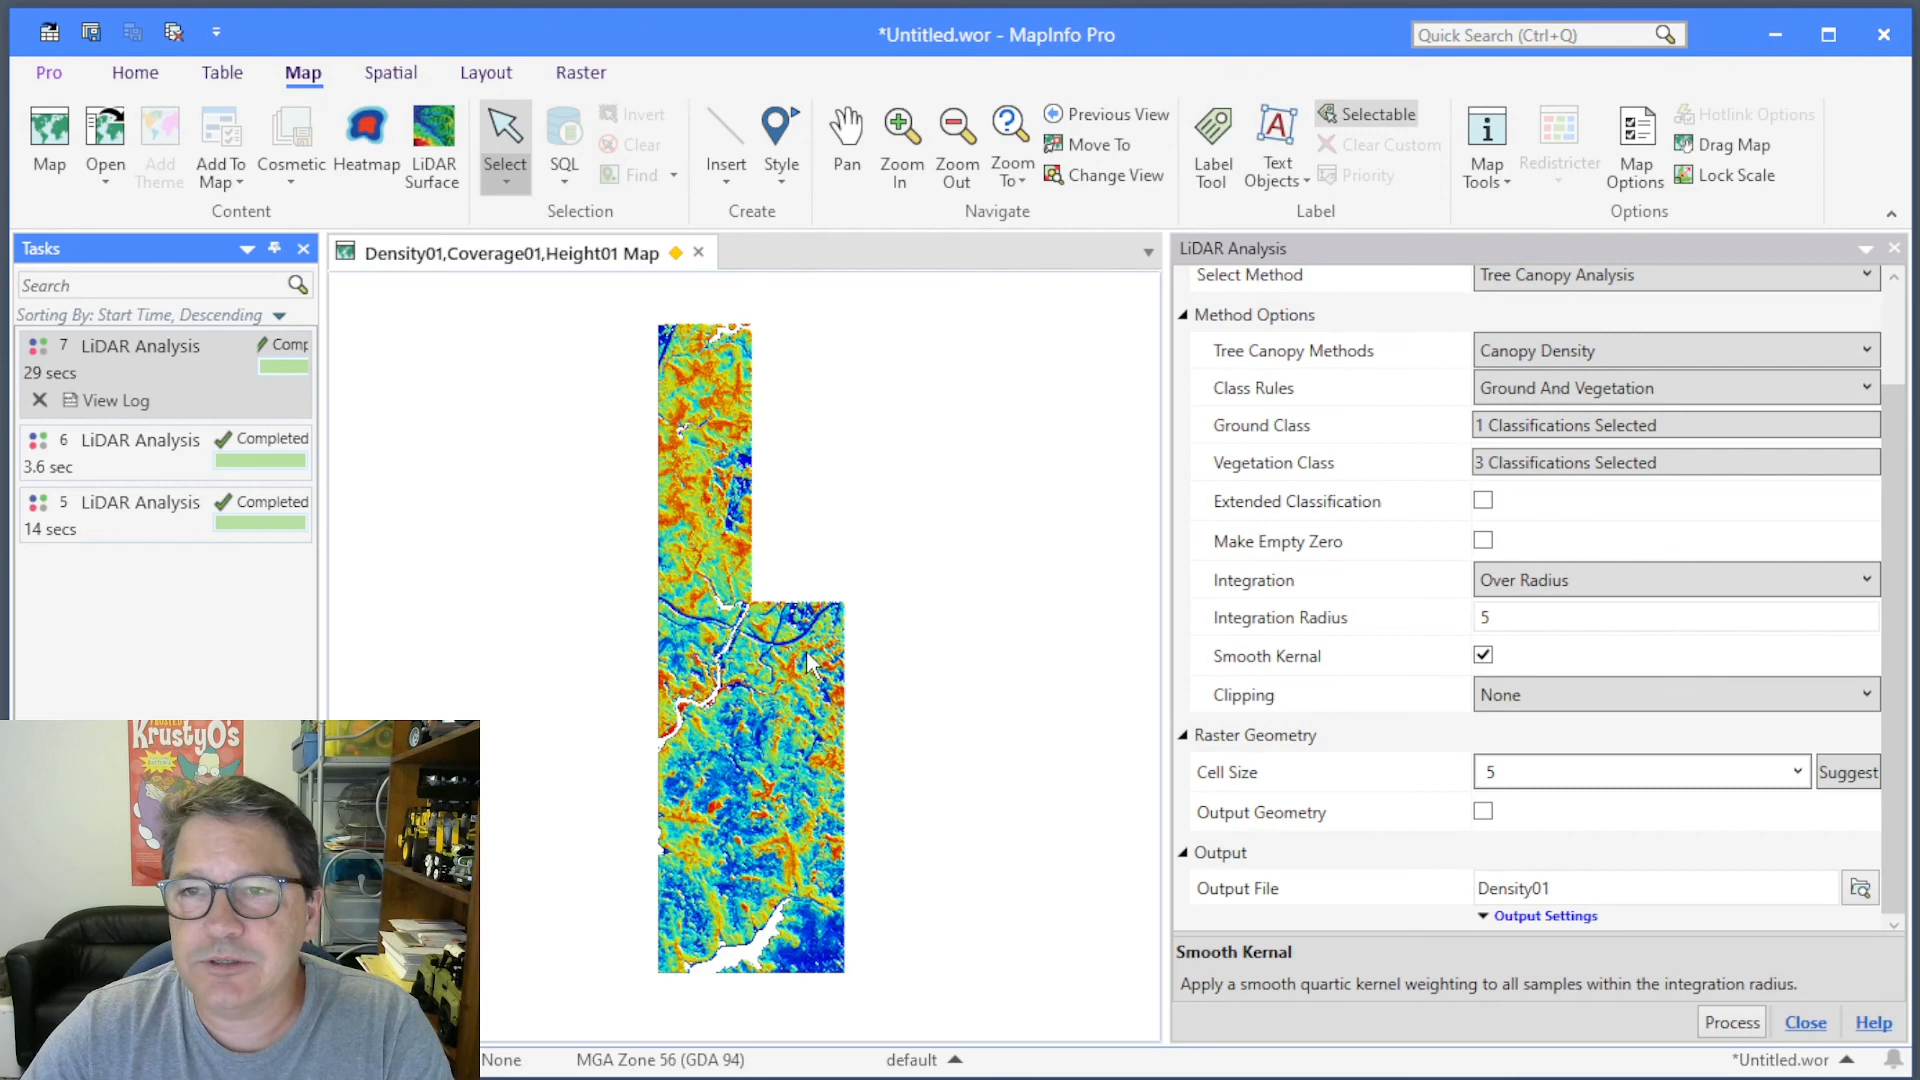 *Untitled.wor - MapInfo Pro
Quick Search (Ctrl+Q)
Pro
Home
Table
Map
Spatial
Layout
Raster
Map
Open
Add Theme
Add To Map
Cosmetic
Heatmap
LiDAR Surface
Content
Select
SQL
Invert
Clear
Find
Selection
Insert
Style
Create
Pan
Zoom In
Zoom Out
Zoom To
Previous View
Move To
Change View
Navigate
Label Tool
Text Objects
Selectable
Clear Custom
Priority
Label
Map Tools
Redistricter
Map Options
Hotlink Options
Drag Map
Lock Scale
Options
Tasks
Search
Sorting By: Start Time, Descending
7 LiDAR Analysis Comp
29 secs
View Log
6 LiDAR Analysis Completed
3.6 sec
5 LiDAR Analysis Completed
14 secs
Density01,Coverage01,Height01 Map
LiDAR Analysis
Select Method Tree Canopy Analysis
Method Options
Tree Canopy Methods Canopy Density
Class Rules Ground And Vegetation
Ground Class 1 Classifications Selected
Vegetation Class 3 Classifications Selected
Extended Classification
Make Empty Zero
Integration Over Radius
Integration Radius 5
Smooth Kernal
Clipping None
Raster Geometry
Cell Size 5 Suggest
Output Geometry
Output
Output File Density01
Output Settings
Smooth Kernal
Apply a smooth quartic kernel weighting to all samples within the integration radius.
Process Close Help
FROSTED
KrustyO's
None
MGA Zone 56 (GDA 94)
default
*Untitled.wor